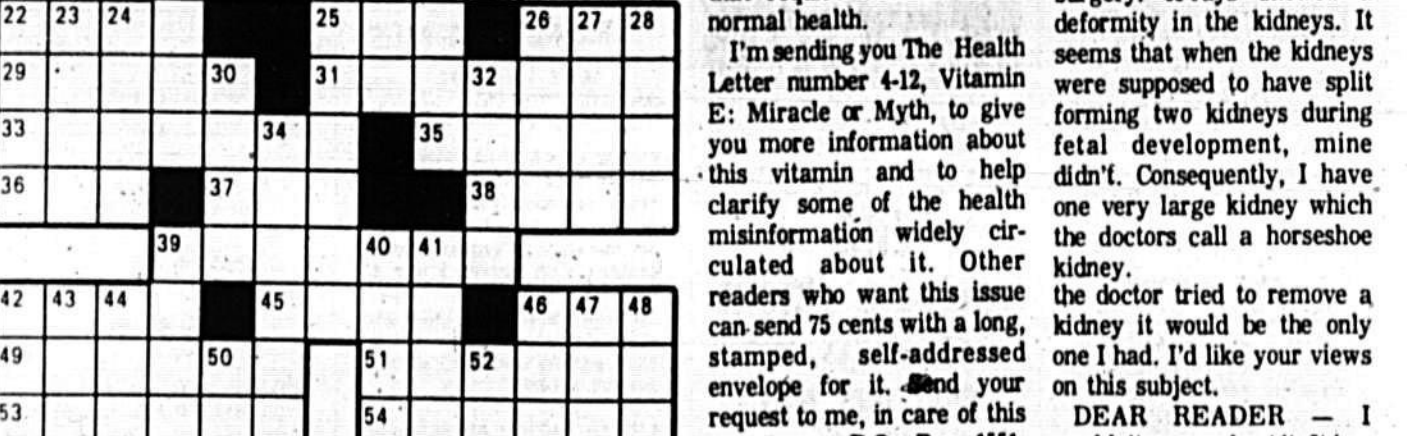 22 23 24 25 26 27 28
29 30 31 32
33 34 35
36 37 38
39 40 41
42 43 44 45 46 47 48
49 50 51 52
53 54
normal health.
I'm sending you The Health
Letter number 4-12, Vitamin
E: Miracle or Myth, to give
you more information about
this vitamin and to help
clarify some of the health
misinformation widely cir-
culated about it. Other
readers who want this issue
can send 75 cents with a long,
stamped, self-addressed
envelope for it. Send your
request to me, in care of this
deformity in the kidneys. It
seems that when the kidneys
were supposed to have split
forming two kidneys during
fetal development, mine
didn't. Consequently, I have
one very large kidney which
the doctors call a horseshoe
kidney.
the doctor tried to remove a
kidney it would be the only
one I had. I'd like your views
on this subject.
DEAR READER — I